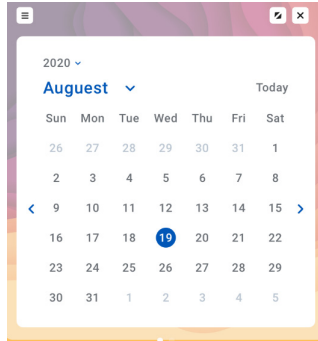 2020
Auguest
Today
Sun Mon Tue Wed Thu Fri Sat
26 27 28 29 30 31 1
2 3 4 5 6 7 8
9 10 11 12 13 14 15
16 17 18 19 20 21 22
23 24 25 26 27 28 29
30 31 1 2 3 4 5